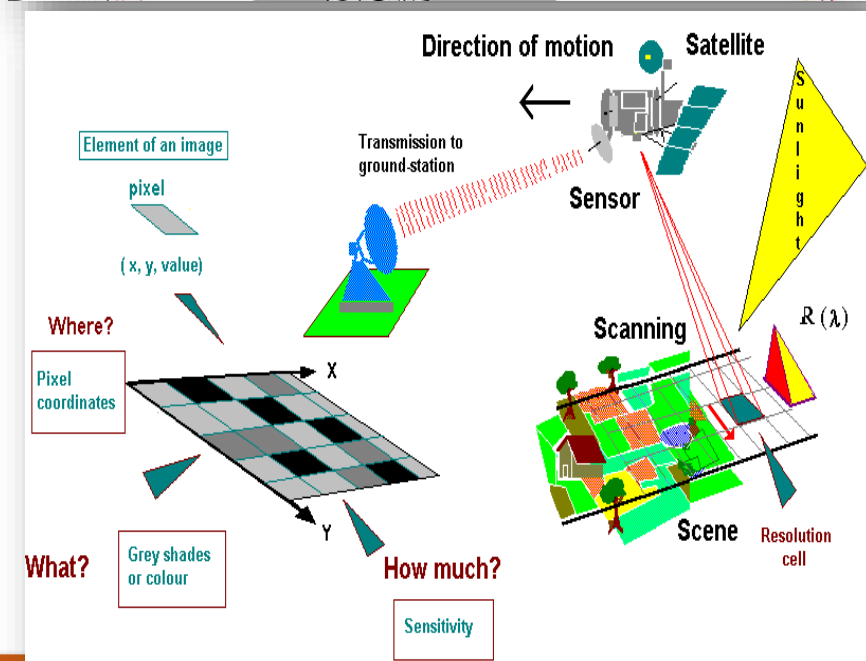 Direction of motion
Satellite
Sunlight
Element of an image
Transmission to
ground-station
pixel
Sensor
( x, y, value)
Where?
Scanning
R (λ)
X
Pixel
coordinates
Y
Scene
Resolution
cell
What?
Grey shades
or colour
How much?
Sensitivity